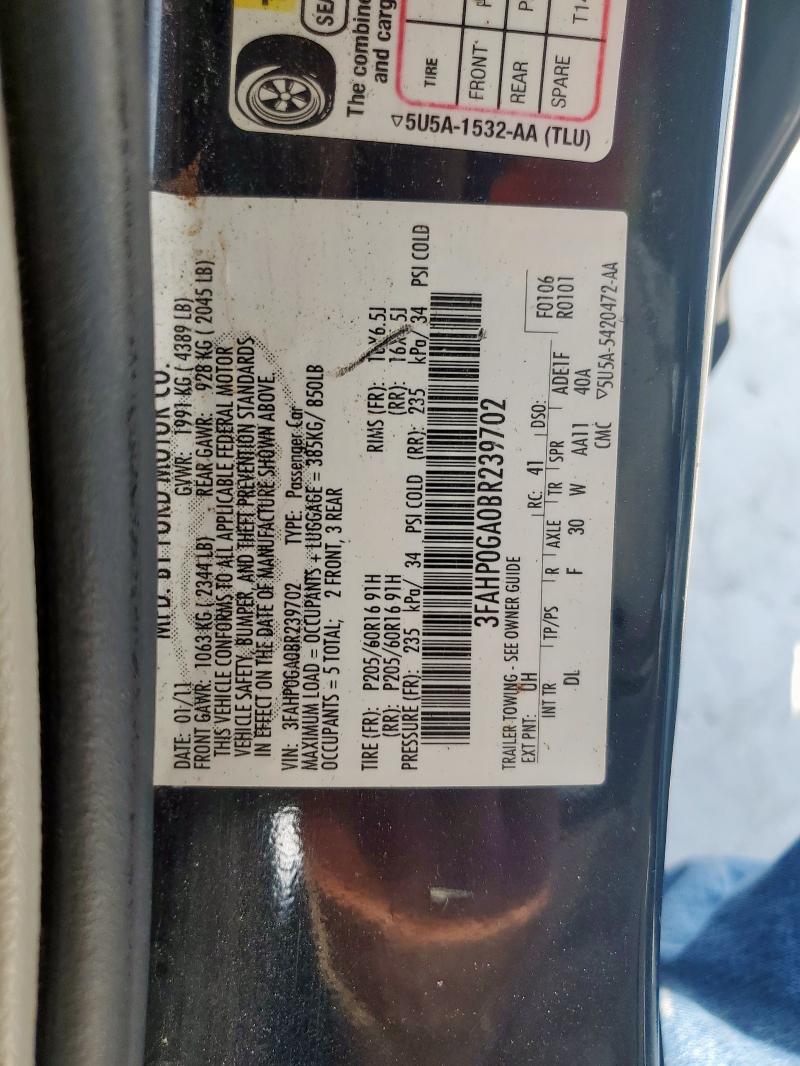 SEA
The combine
and carg
TIRE
FRONT P
REAR P
SPARE T14
▽5U5A-1532-AA (TLU)
MFD. BY FORD MOTOR CO.
DATE: 01/11 GVWR: 1991 KG ( 4389 LB)
FRONT GAWR: 1063 KG ( 2344 LB) REAR GAWR: 928 KG ( 2045 LB)
THIS VEHICLE CONFORMS TO ALL APPLICABLE FEDERAL MOTOR
VEHICLE SAFETY, BUMPER, AND THEFT PREVENTION STANDARDS
IN EFFECT ON THE DATE OF MANUFACTURE SHOWN ABOVE.
VIN: 3FAHP0GA0BR239702 TYPE: Passenger Car
MAXIMUM LOAD = OCCUPANTS + LUGGAGE = 385KG/ 850LB
OCCUPANTS = 5 TOTAL; 2 FRONT, 3 REAR
TIRE (FR): P205/60R16 91H RIMS (FR): 16X6.5J
(RR): P205/60R16 91H (RR): 16X6.5J
PRESSURE (FR): 235 kPa/ 34 PSI COLD (RR): 235 kPa/ 34 PSI COLD
3FAHP0GA0BR239702
TRAILER TOWING - SEE OWNER GUIDE
EXT PNT: UH RC: 41 DSO: F0106
R0101
INT TR TP/PS R AXLE TR SPR
DL F 30 W AA11 ADE1F
CMC 40A
▽5U5A-5420472-AA